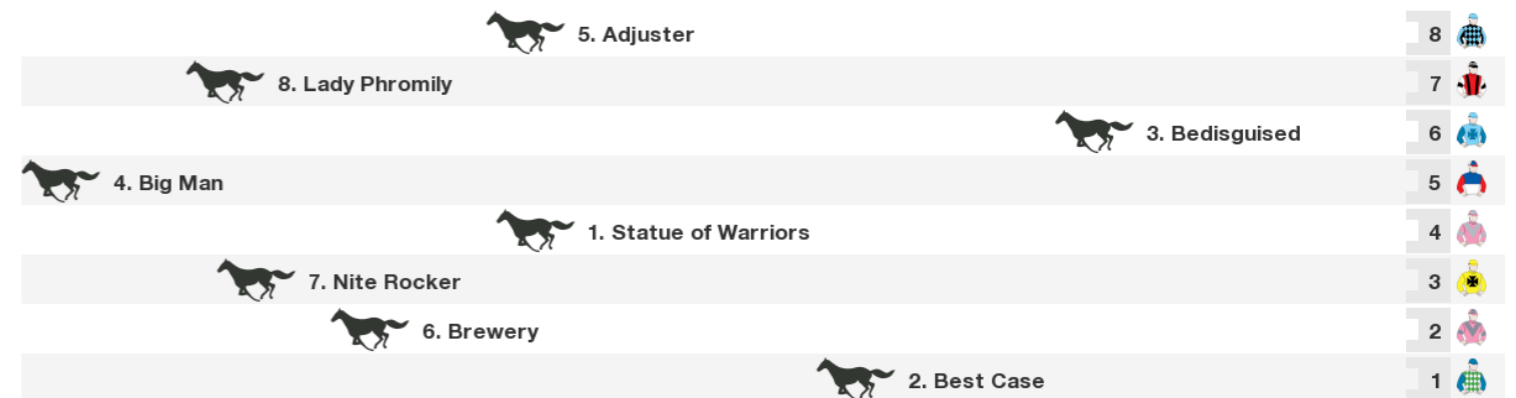 5. Adjuster 8
8. Lady Phromily 7
3. Bedisguised 6
4. Big Man 5
1. Statue of Warriors 4
7. Nite Rocker 3
6. Brewery 2
2. Best Case 1